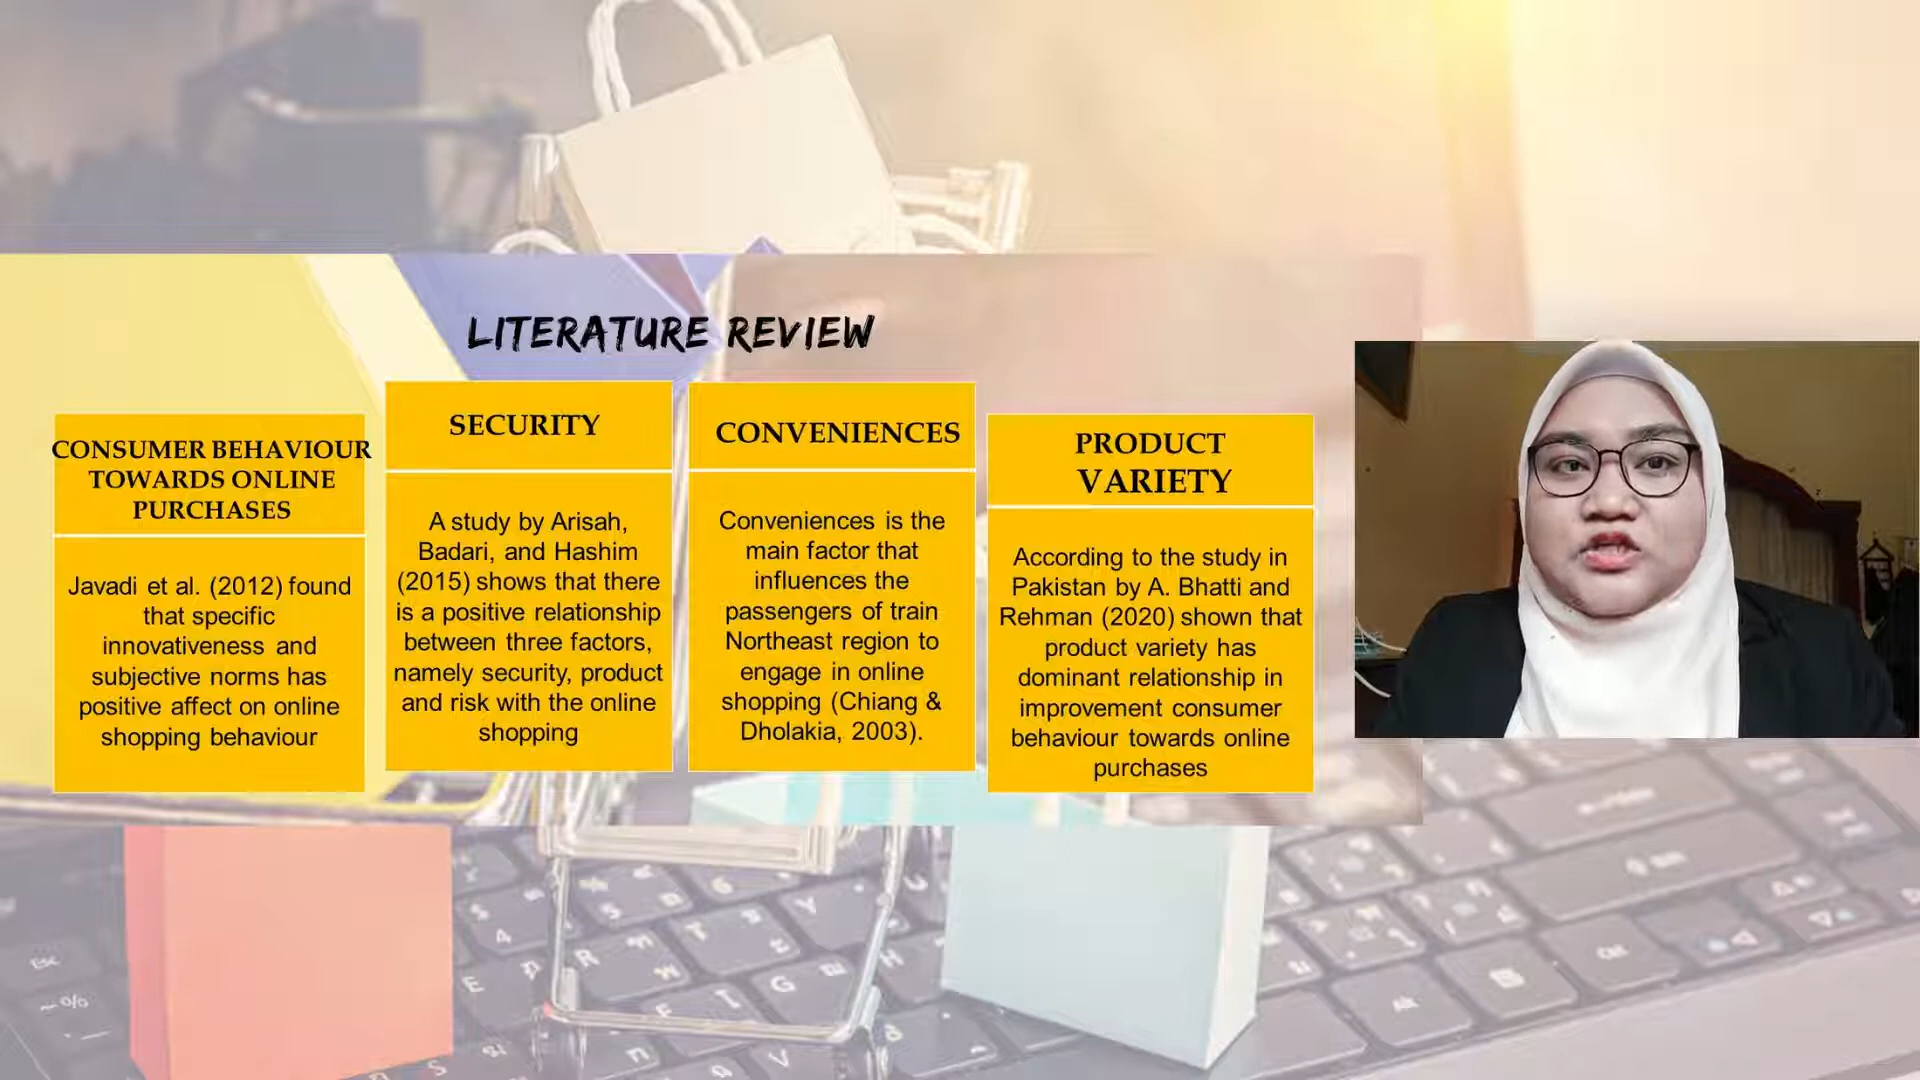 LITERATURE REVIEW
CONSUMER BEHAVIOUR
TOWARDS ONLINE
PURCHASES
Javadi et al. (2012) found
that specific
innovativeness and
subjective norms has
positive affect on online
shopping behaviour
SECURITY
A study by Arisah,
Badari, and Hashim
(2015) shows that there
is a positive relationship
between three factors,
namely security, product
and risk with the online
shopping
CONVENIENCES
Conveniences is the
main factor that
influences the
passengers of train
Northeast region to
engage in online
shopping (Chiang &
Dholakia, 2003).
PRODUCT
VARIETY
According to the study in
Pakistan by A. Bhatti and
Rehman (2020) shown that
product variety has
dominant relationship in
improvement consumer
behaviour towards online
purchases